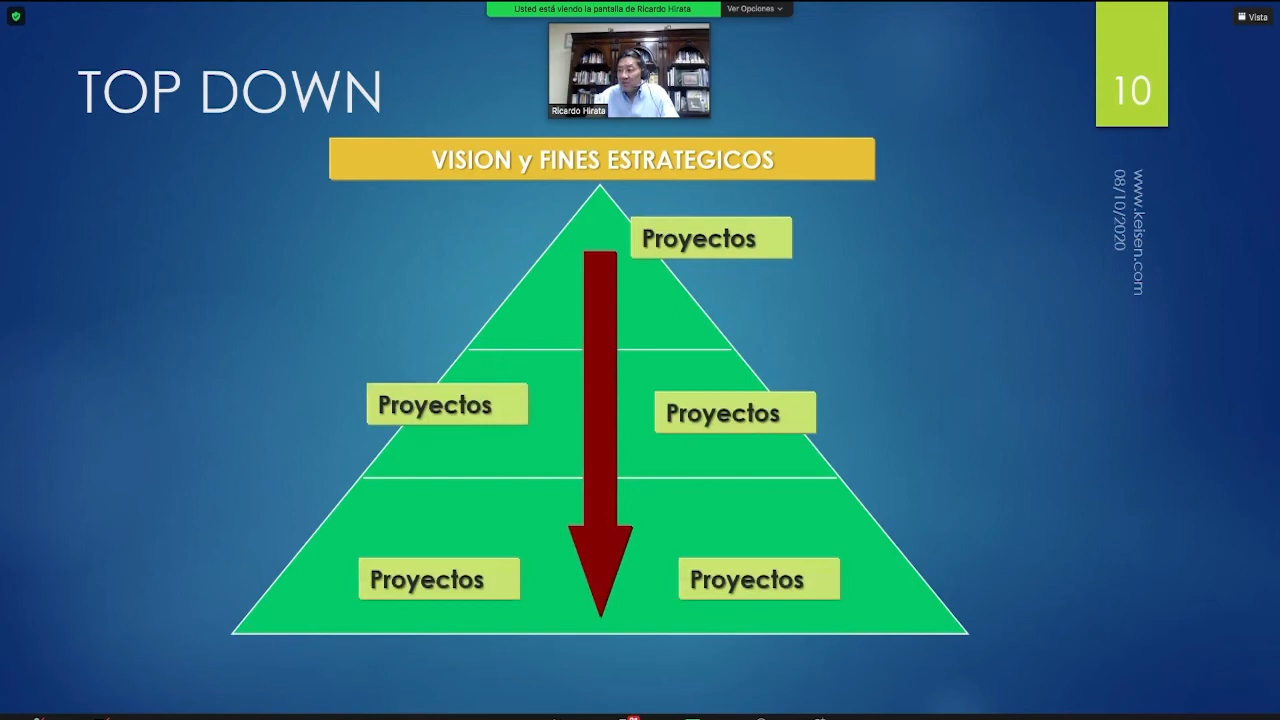 Usted está viendo la pantalla de Ricardo Hirata
Ver Opciones
Vista
Ricardo Hirata
TOP DOWN
10
VISION y FINES ESTRATEGICOS
Proyectos
Proyectos
Proyectos
Proyectos
Proyectos
www.keisen.com
08/10/2020